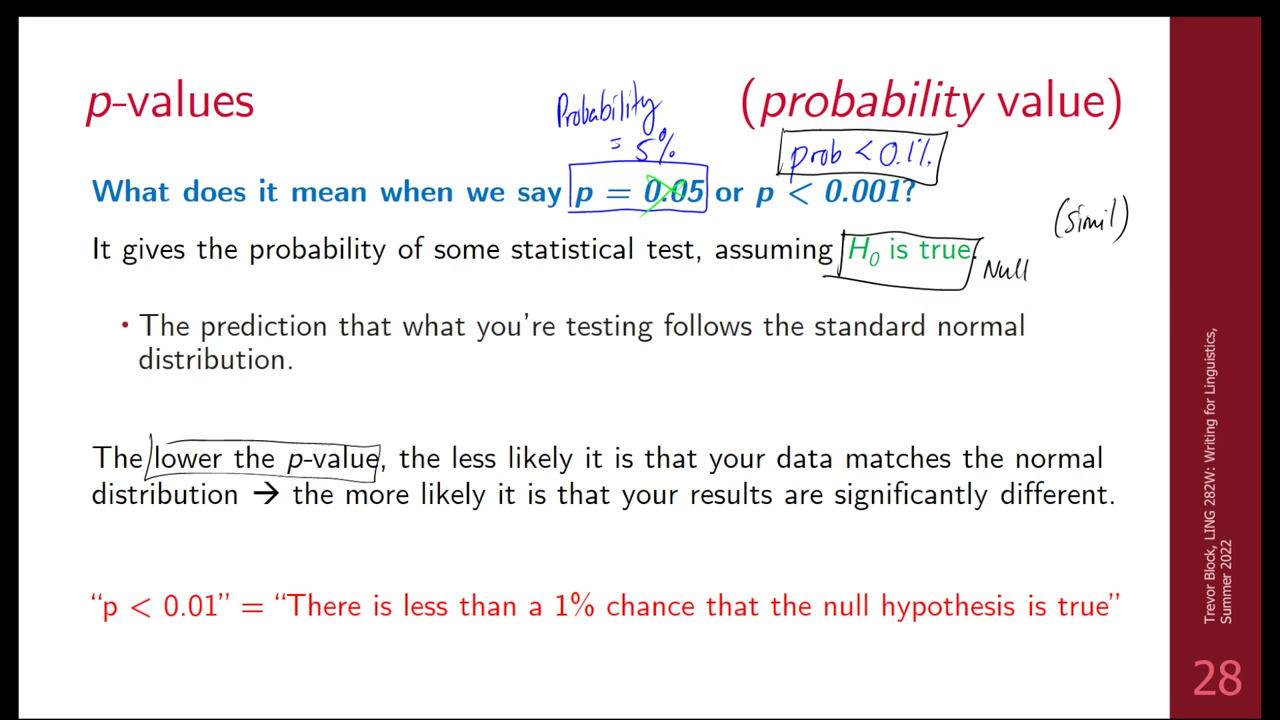 p-values
(probability value)
Probability
= 5%
prob < 0.1%
What does it mean when we say p = 0.05 or p < 0.001?
(simil)
It gives the probability of some statistical test, assuming H0 is true.
Null
• The prediction that what you're testing follows the standard normal
distribution.
The lower the p-value, the less likely it is that your data matches the normal
distribution → the more likely it is that your results are significantly different.
“p < 0.01” = “There is less than a 1% chance that the null hypothesis is true”
Trevor Block, LING 282W: Writing for Linguistics,
Summer 2022
28